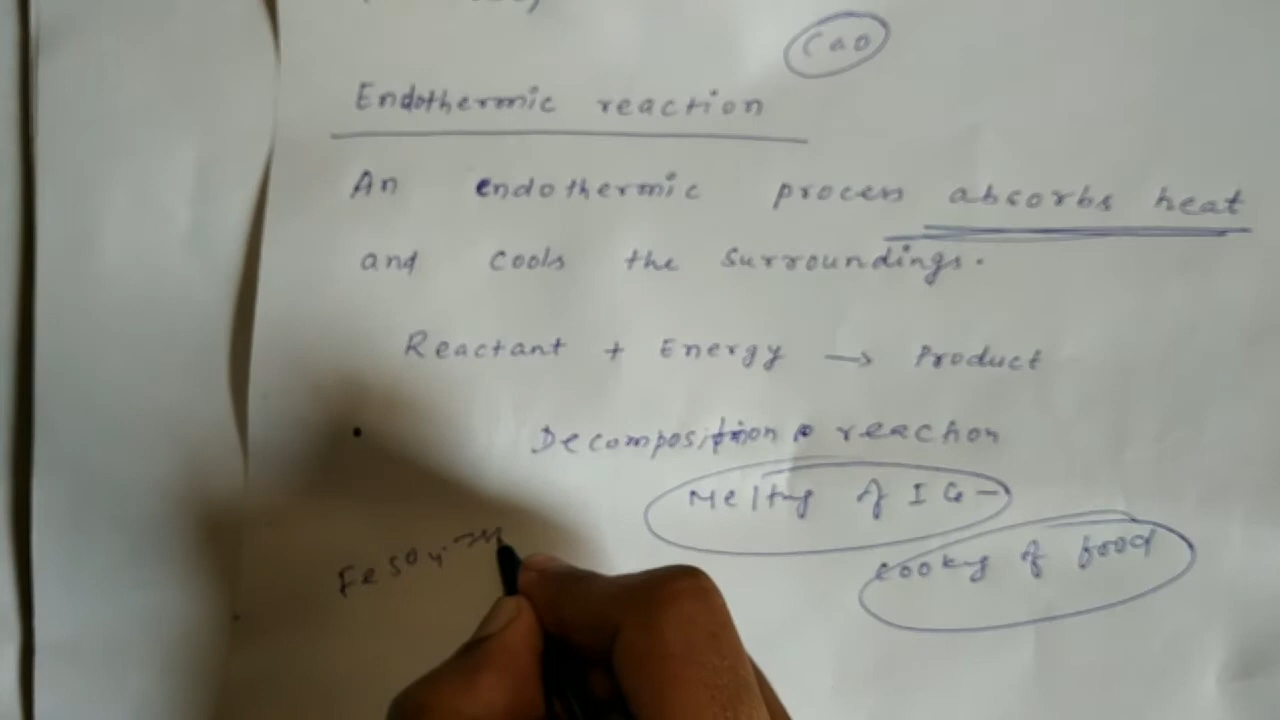 CaO
Endothermic reaction
An endothermic process absorbs heat
and cools the surroundings.
Reactant + Energy → Product
Decomposition reaction
Melting of Ice
cooking of food
FeSO4.7H